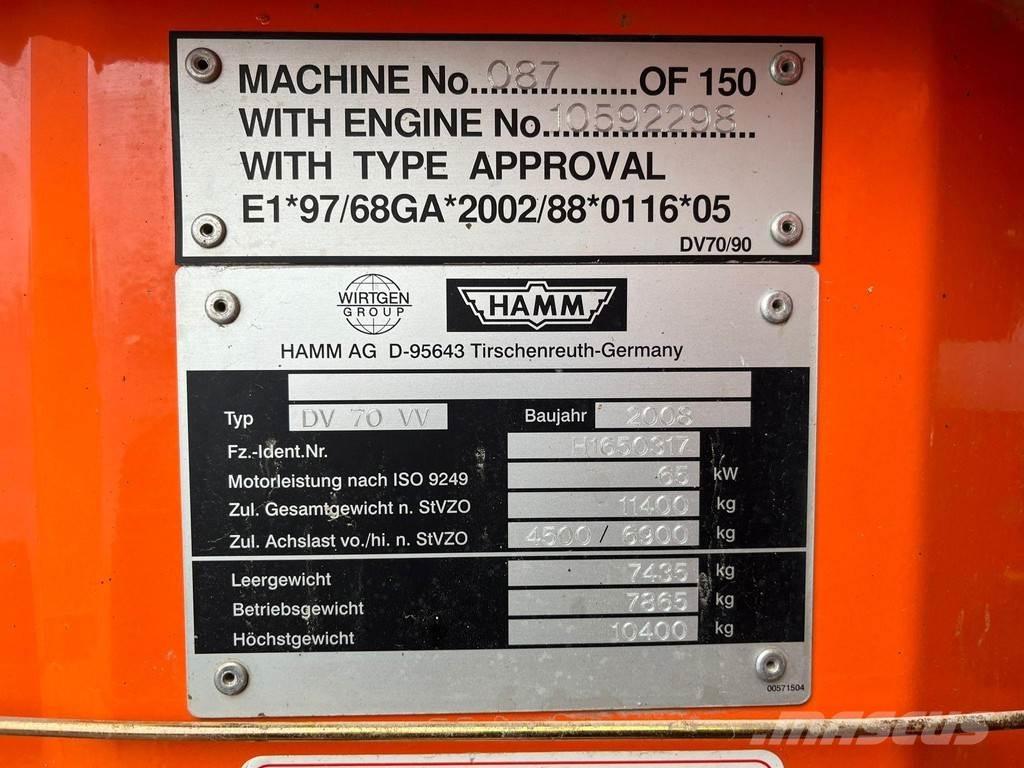 MACHINE No..087..................OF 150
WITH ENGINE No..10592298...
WITH TYPE APPROVAL
E1*97/68GA*2002/88*0116*05
DV70/90
WIRTGEN
GROUP
HAMM
HAMM AG D-95643 Tirschenreuth-Germany
Typ DV 70 VV Baujahr 2008
Fz.-Ident.Nr. H1650317
Motorleistung nach ISO 9249 65 kW
Zul. Gesamtgewicht n. StVZO 11400 kg
Zul. Achslast vo./hi. n. StVZO 4500 / 6900 kg
Leergewicht 7435 kg
Betriebsgewicht 7865 kg
Höchstgewicht 10400 kg
00571504
MASCUS